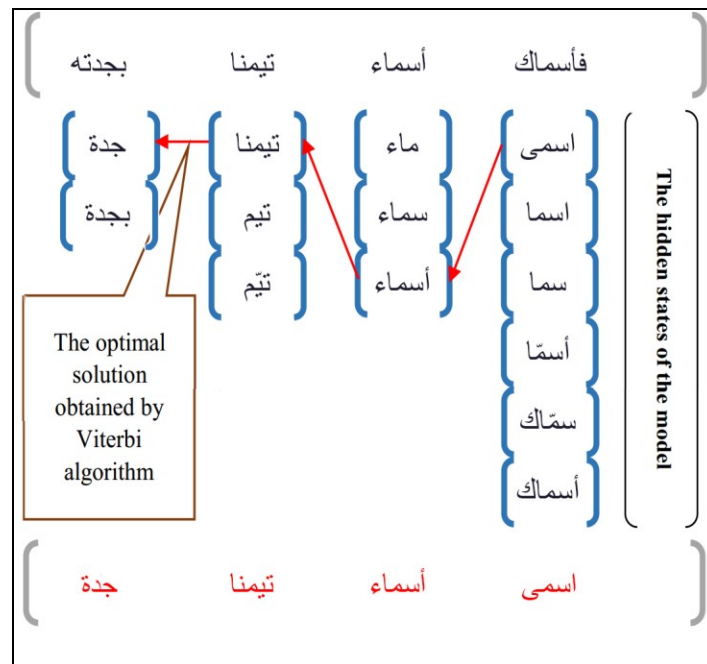 فأسماك أسماء تيمنا بجدته
اسمى ماء تيمنا جدة
اسما سماء تيم بجدة
سما أسماء تيّم
أسمّا
سمّاك
أسماك
The hidden states of the model
The optimal
solution
obtained by
Viterbi
algorithm
اسمى أسماء تيمنا جدة